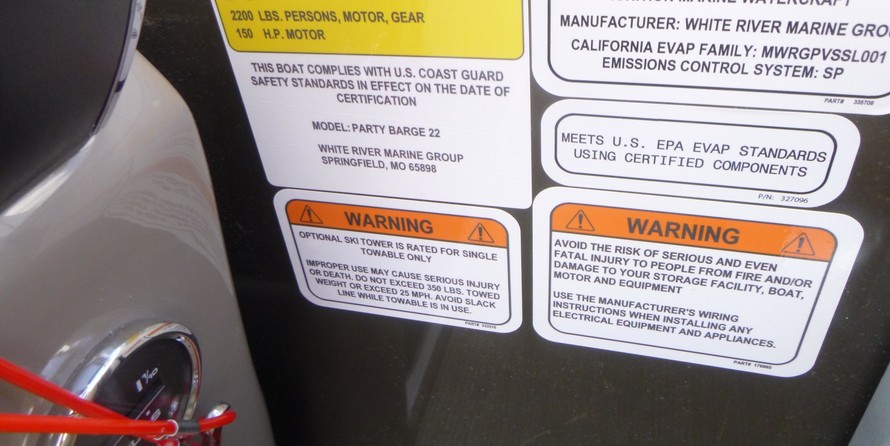 2200 LBS. PERSONS, MOTOR, GEAR
150 H.P. MOTOR
THIS BOAT COMPLIES WITH U.S. COAST GUARD
SAFETY STANDARDS IN EFFECT ON THE DATE OF
CERTIFICATION
MODEL: PARTY BARGE 22
WHITE RIVER MARINE GROUP
SPRINGFIELD, MO 65898
MARINE WATERCRAFT
MANUFACTURER: WHITE RIVER MARINE GRO
CALIFORNIA EVAP FAMILY: MWRGPVSSL001
EMISSIONS CONTROL SYSTEM: SP
PART# 335706
MEETS U.S. EPA EVAP STANDARDS
USING CERTIFIED COMPONENTS
P/N: 327096
WARNING
OPTIONAL SKI TOWER IS RATED FOR SINGLE
TOWABLE ONLY
IMPROPER USE MAY CAUSE SERIOUS INJURY
OR DEATH. DO NOT EXCEED 350 LBS. TOWED
WEIGHT OR EXCEED 25 MPH. AVOID SLACK
LINE WHILE TOWABLE IS IN USE.
PART#
WARNING
AVOID THE RISK OF SERIOUS AND EVEN
FATAL INJURY TO PEOPLE FROM FIRE AND/OR
DAMAGE TO YOUR STORAGE FACILITY, BOAT,
MOTOR AND EQUIPMENT
USE THE MANUFACTURER'S WIRING
INSTRUCTIONS WHEN INSTALLING ANY
ELECTRICAL EQUIPMENT AND APPLIANCES.
PART#